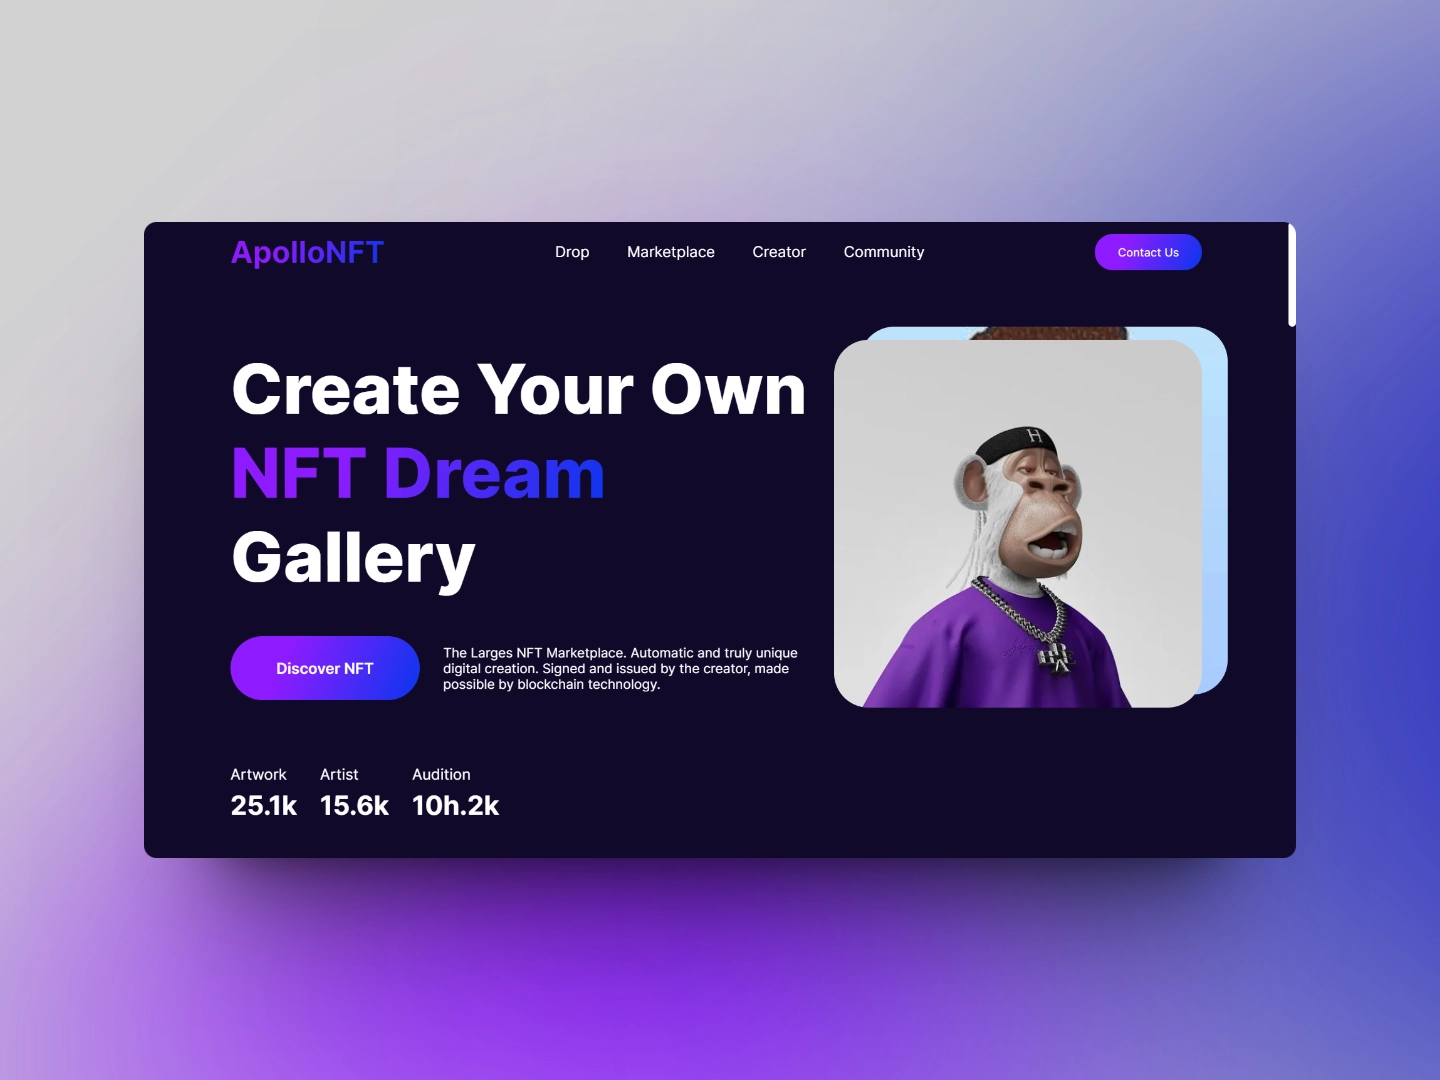 ApolloNFT
Drop Marketplace Creator Community
Contact Us
Create Your Own
NFT Dream
Gallery
Discover NFT
The Larges NFT Marketplace. Automatic and truly unique
digital creation. Signed and issued by the creator, made
possible by blockchain technology.
Artwork Artist Audition
25.1k 15.6k 10h.2k
H